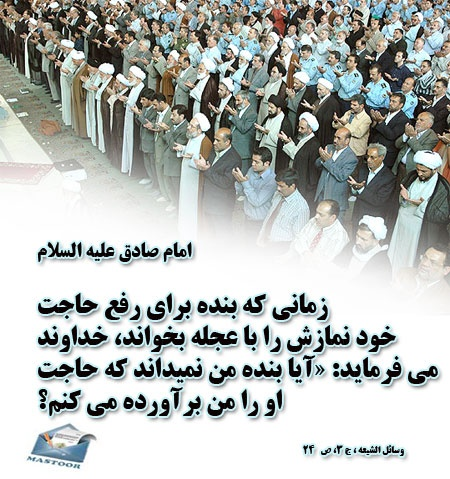 امام صادق علیه السلام
زمانی که بنده برای رفع حاجت
خود نمازش را با عجله بخواند، خداوند
می فرماید: «آیا بنده من نمیداند که حاجت
او را من برآورده می کنم؟
وسائل الشیعه ، ج ۳، ص ۲۴
MASTOOR